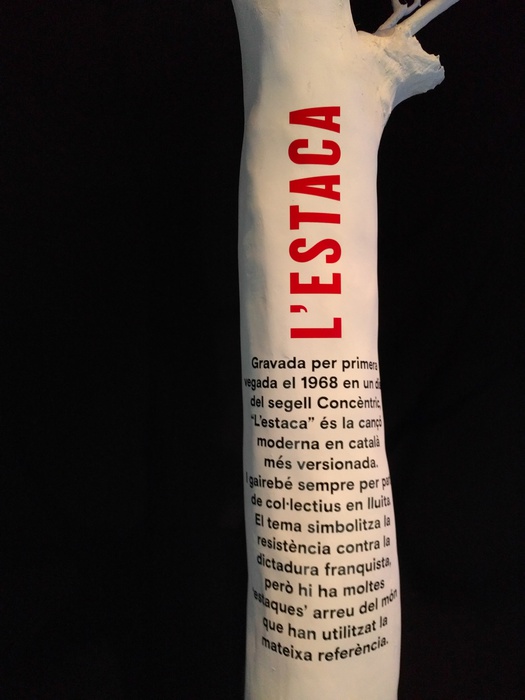 L'ESTACA
Gravada per primera
vegada el 1968 en un
del segell Concèntric,
"L'estaca" és la cançó
moderna en català
més versionada.
I gairebé sempre per
de col·lectius en lluita.
El tema simbolitza la
resistència contra la
dictadura franquista,
però hi ha moltes
'estaques' arreu del món
que han utilitzat la
mateixa referència.